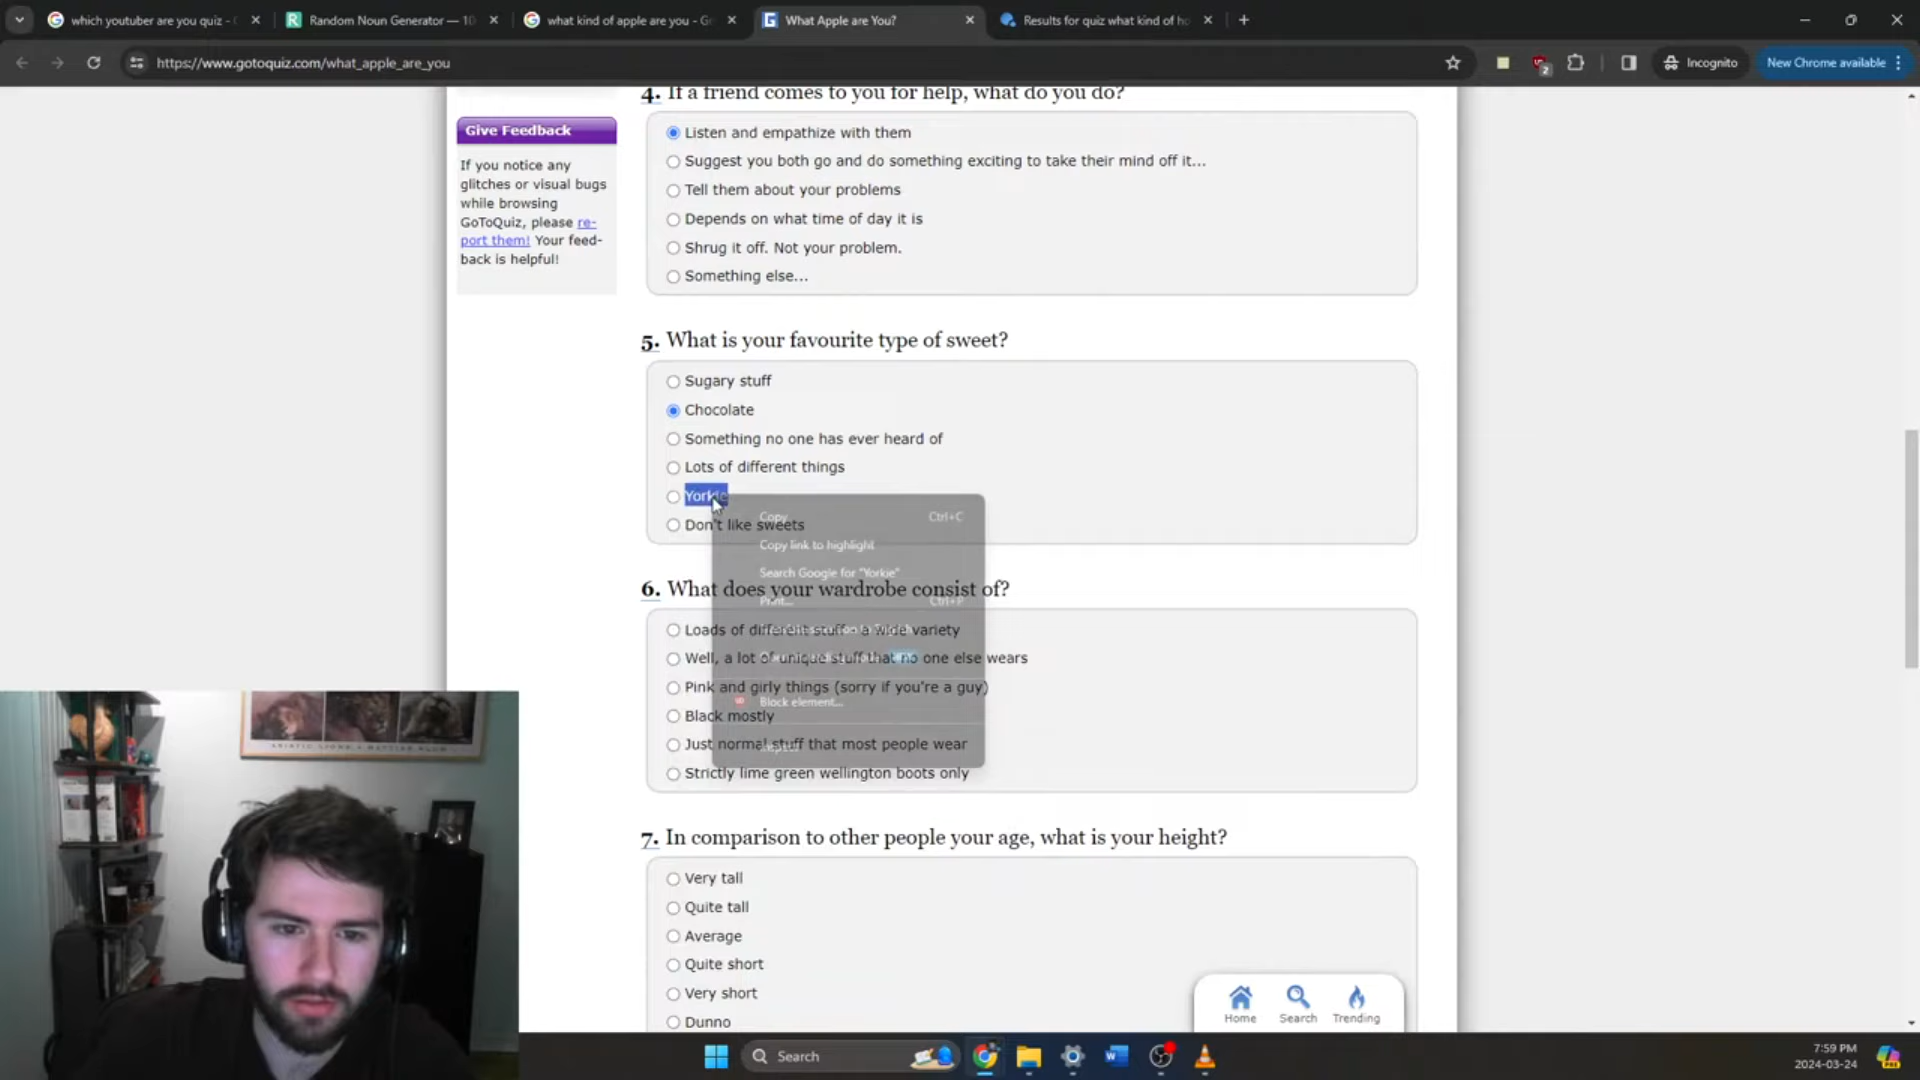 which youtuber are you quiz -
Random Noun Generator — 10
what kind of apple are you - G
What Apple are You?
Results for quiz what kind of ho
https://www.gotoquiz.com/what_apple_are_you
2
Incognito
New Chrome available
4. If a friend comes to you for help, what do you do?
Listen and empathize with them
Suggest you both go and do something exciting to take their mind off it...
Tell them about your problems
Depends on what time of day it is
Shrug it off. Not your problem.
Something else...
Give Feedback
If you notice any
glitches or visual bugs
while browsing
GoToQuiz, please re-
port them! Your feed-
back is helpful!
5. What is your favourite type of sweet?
Sugary stuff
Chocolate
Something no one has ever heard of
Lots of different things
Yorkie
Don't like sweets
Copy Ctrl+C
Copy link to highlight
Search Google for "Yorkie"
Print... Ctrl+P
Block element...
6. What does your wardrobe consist of?
Loads of different stuff - a wide variety
Well, a lot of unique stuff that no one else wears
Pink and girly things (sorry if you're a guy)
Black mostly
Just normal stuff that most people wear
Strictly lime green wellington boots only
7. In comparison to other people your age, what is your height?
Very tall
Quite tall
Average
Quite short
Very short
Dunno
Home
Search
Trending
ASIATIC LIONS
Search
7:59 PM
2024-03-24